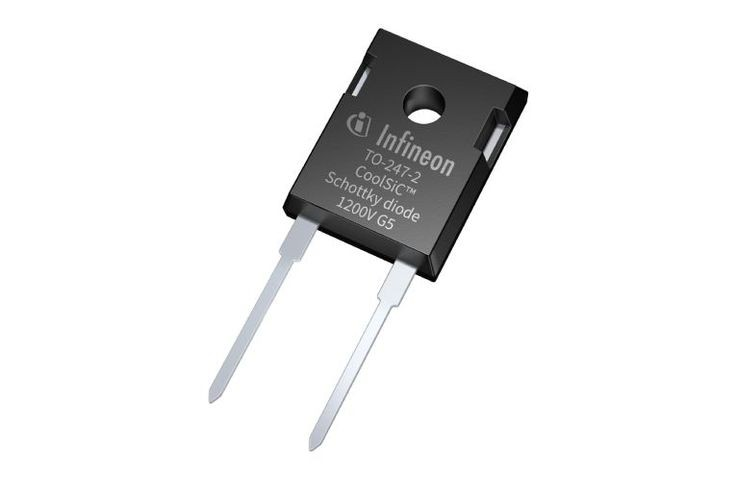 Infineon
TO-247-2
CoolSiC™
Schottky diode
1200V G5